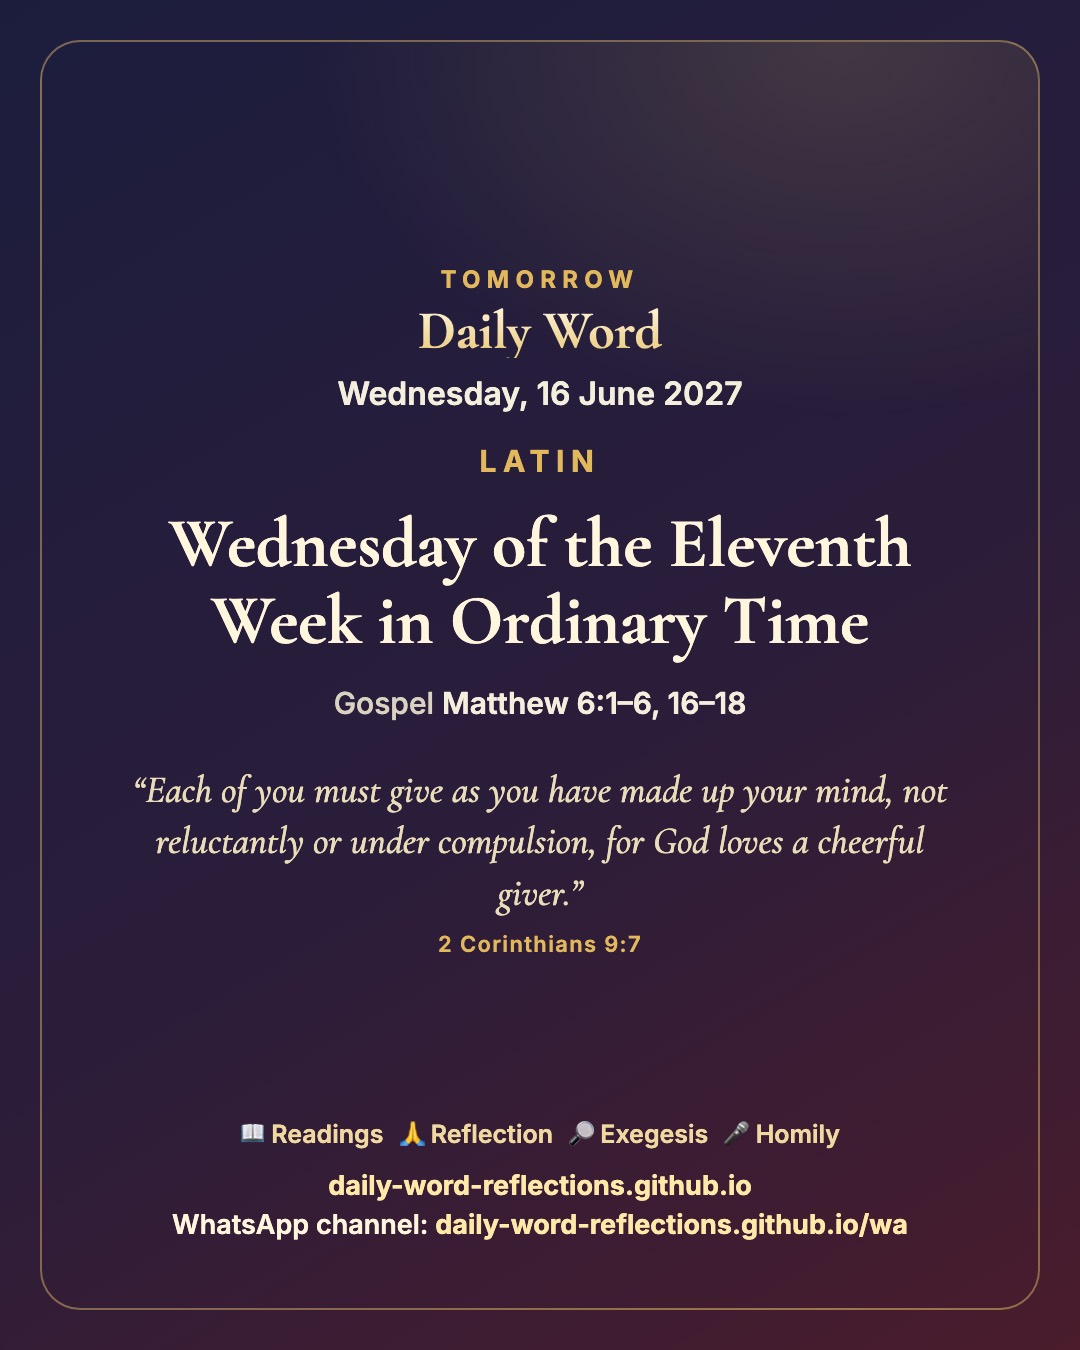 TOMORROW
Daily Word
Wednesday, 16 June 2027
LATIN
Wednesday of the Eleventh
Week in Ordinary Time
Gospel Matthew 6:1–6, 16–18
“Each of you must give as you have made up your mind, not
reluctantly or under compulsion, for God loves a cheerful
giver.”
2 Corinthians 9:7
📖 Readings 🙏 Reflection 🔎 Exegesis 🎤 Homily
daily-word-reflections.github.io
WhatsApp channel: daily-word-reflections.github.io/wa